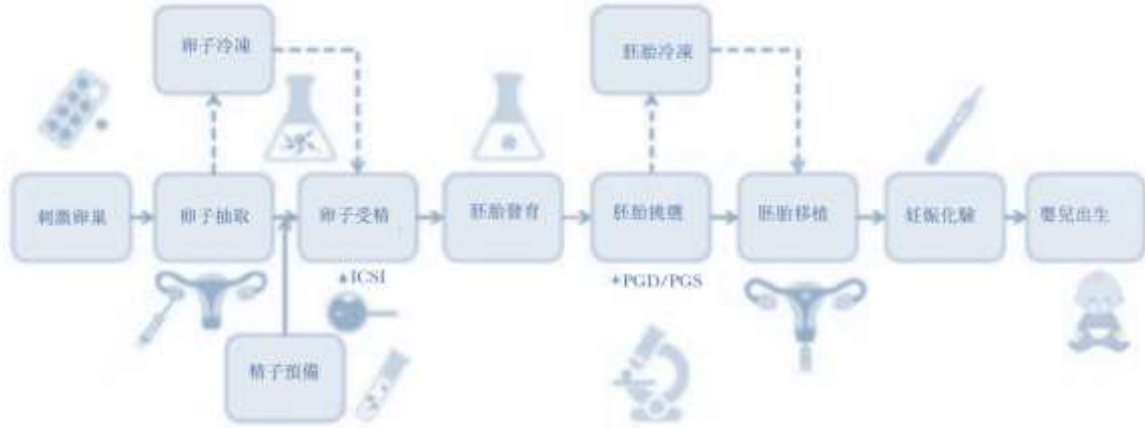 卵子冷凍
胚胎冷凍
刺激卵巢
卵子抽取
卵子受精
胚胎發育
胚胎挑選
胚胎移植
妊娠化驗
嬰兒出生
+ICSI
+PGD/PGS
精子預備